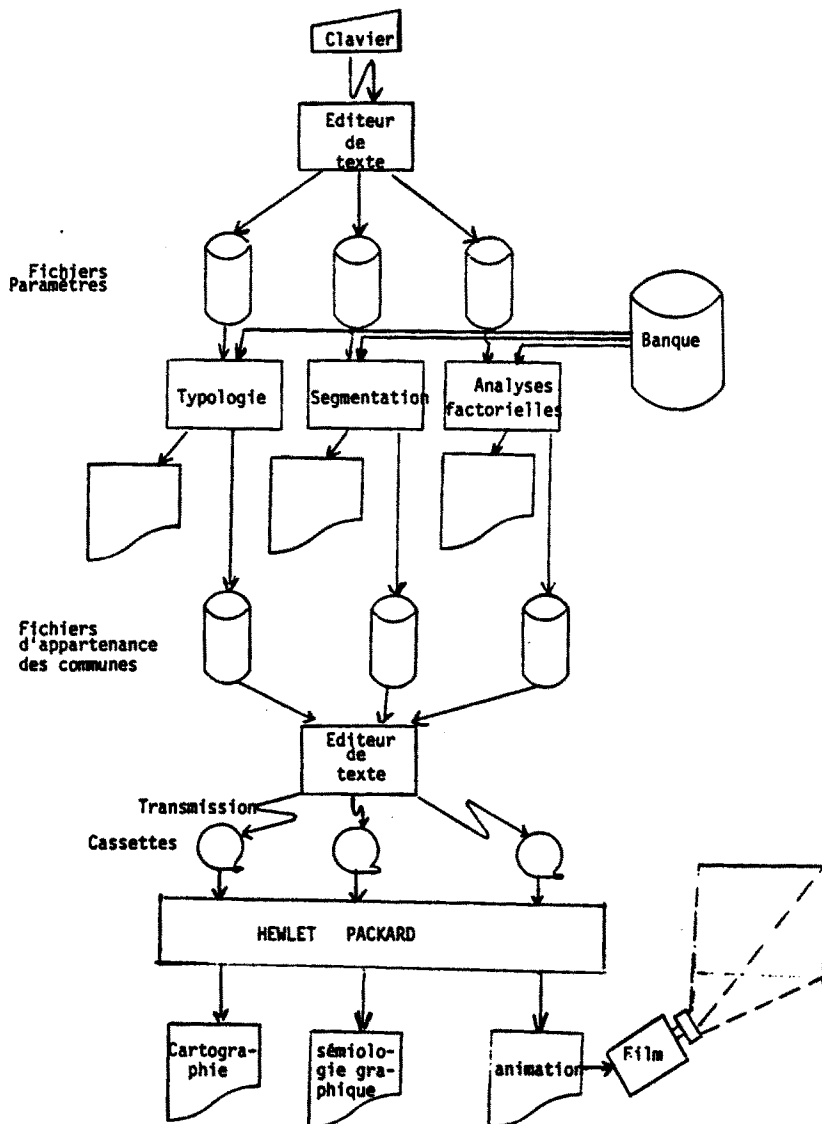 Clavier
Editeur
de
texte
Fichiers
Paramètres
Banque
Typologie
Segmentation
Analyses
factorielles
Fichiers
d'appartenance
des communes
Editeur
de
texte
Transmission
Cassettes
HEWLET PACKARD
Cartogra-
phie
sémiolo-
gie gra-
phique
animation
Film